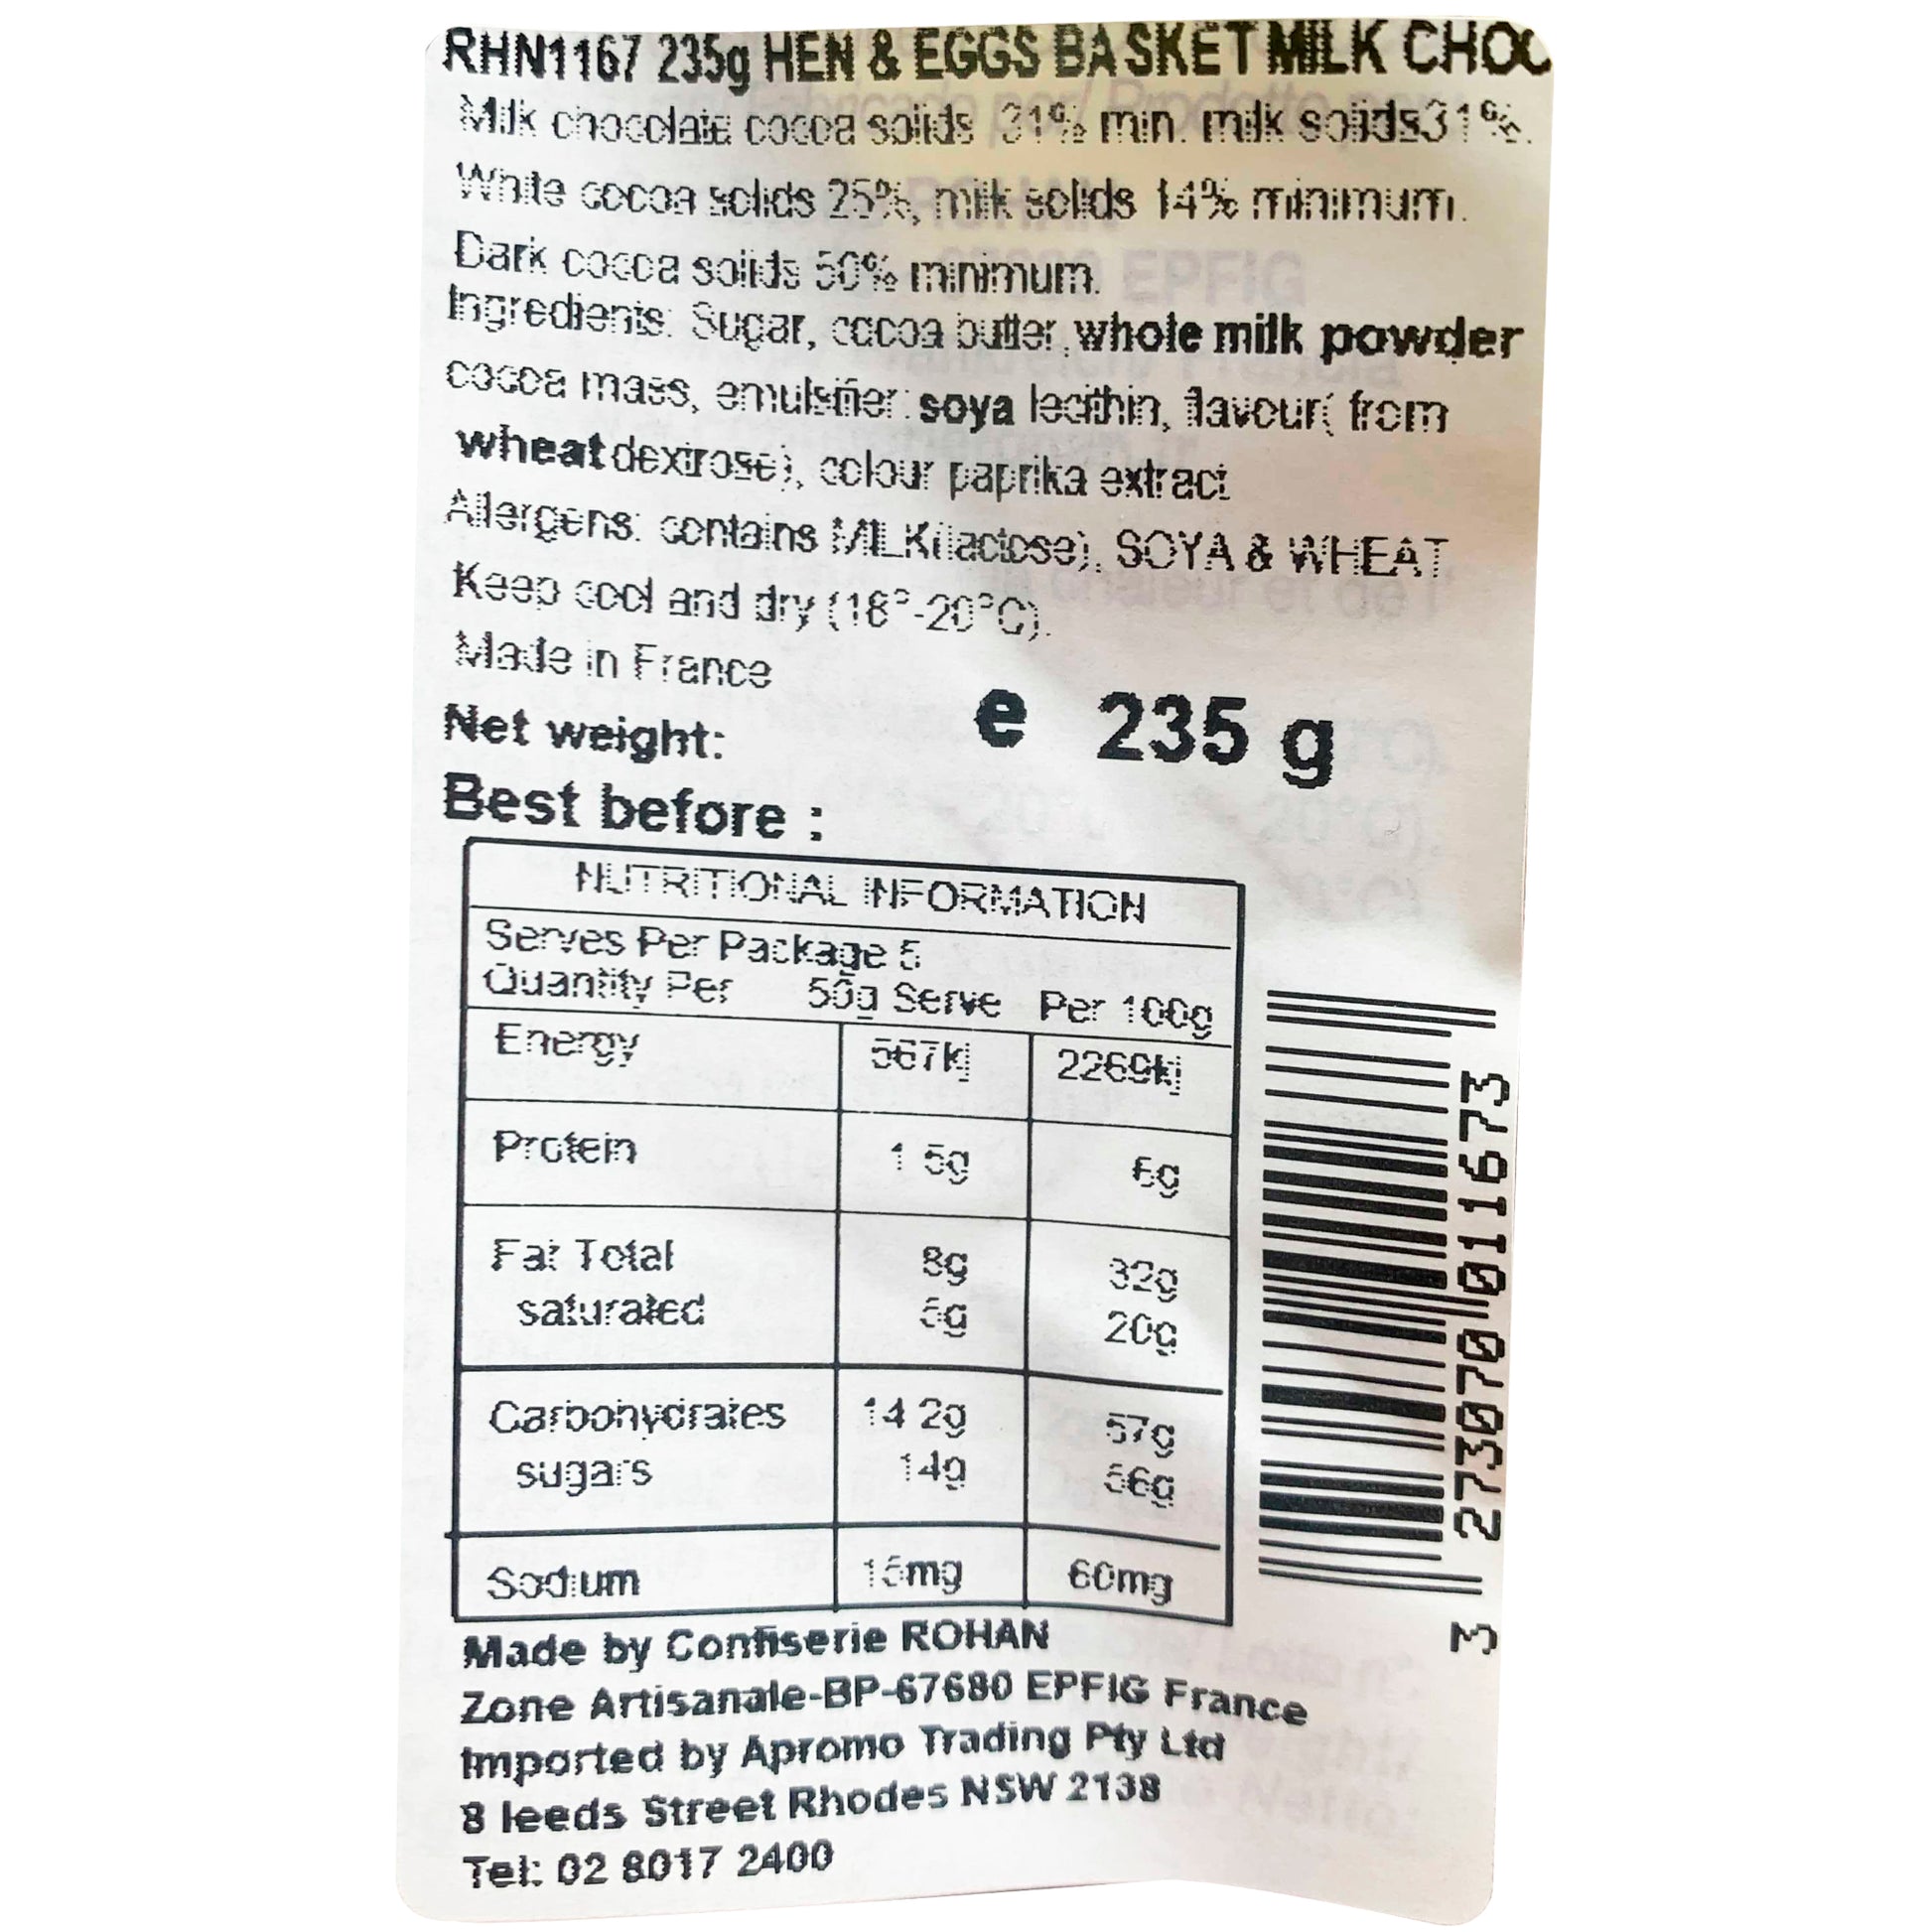 RHN1167 235g HEN & EGGS BASKET MILK CHOC
Milk chocolate cocoa solids 31% min. milk solids31%.
White cocoa solids 25%, milk solids 14% minimum.
Dark cocoa solids 50% minimum.
Ingredients: Sugar, cocoa butter, whole milk powder
cocoa mass, emulsifier: soya lecithin, flavour( from
wheat dextrose), colour paprika extract
Allergens: contains MILK(lactose), SOYA & WHEAT
Keep cool and dry (18°-20°C).
Made in France
Net weight: e 235 g
Best before :
NUTRITIONAL INFORMATION
Serves Per Package 5
Quantity Per 50g Serve Per 100g
Energy 567kj 2269kj
Protein 1 5g 6g
Fat Total 8g 32g
saturated 5g 20g
Carbohydrates 14 2g 57g
sugars 14g 56g
Sodium 15mg 60mg
Made by Confiserie ROHAN
Zone Artisanale-BP-67680 EPFIG France
Imported by Apromo Trading Pty Ltd
8 leeds Street Rhodes NSW 2138
Tel: 02 8017 2400
3 273070 011673